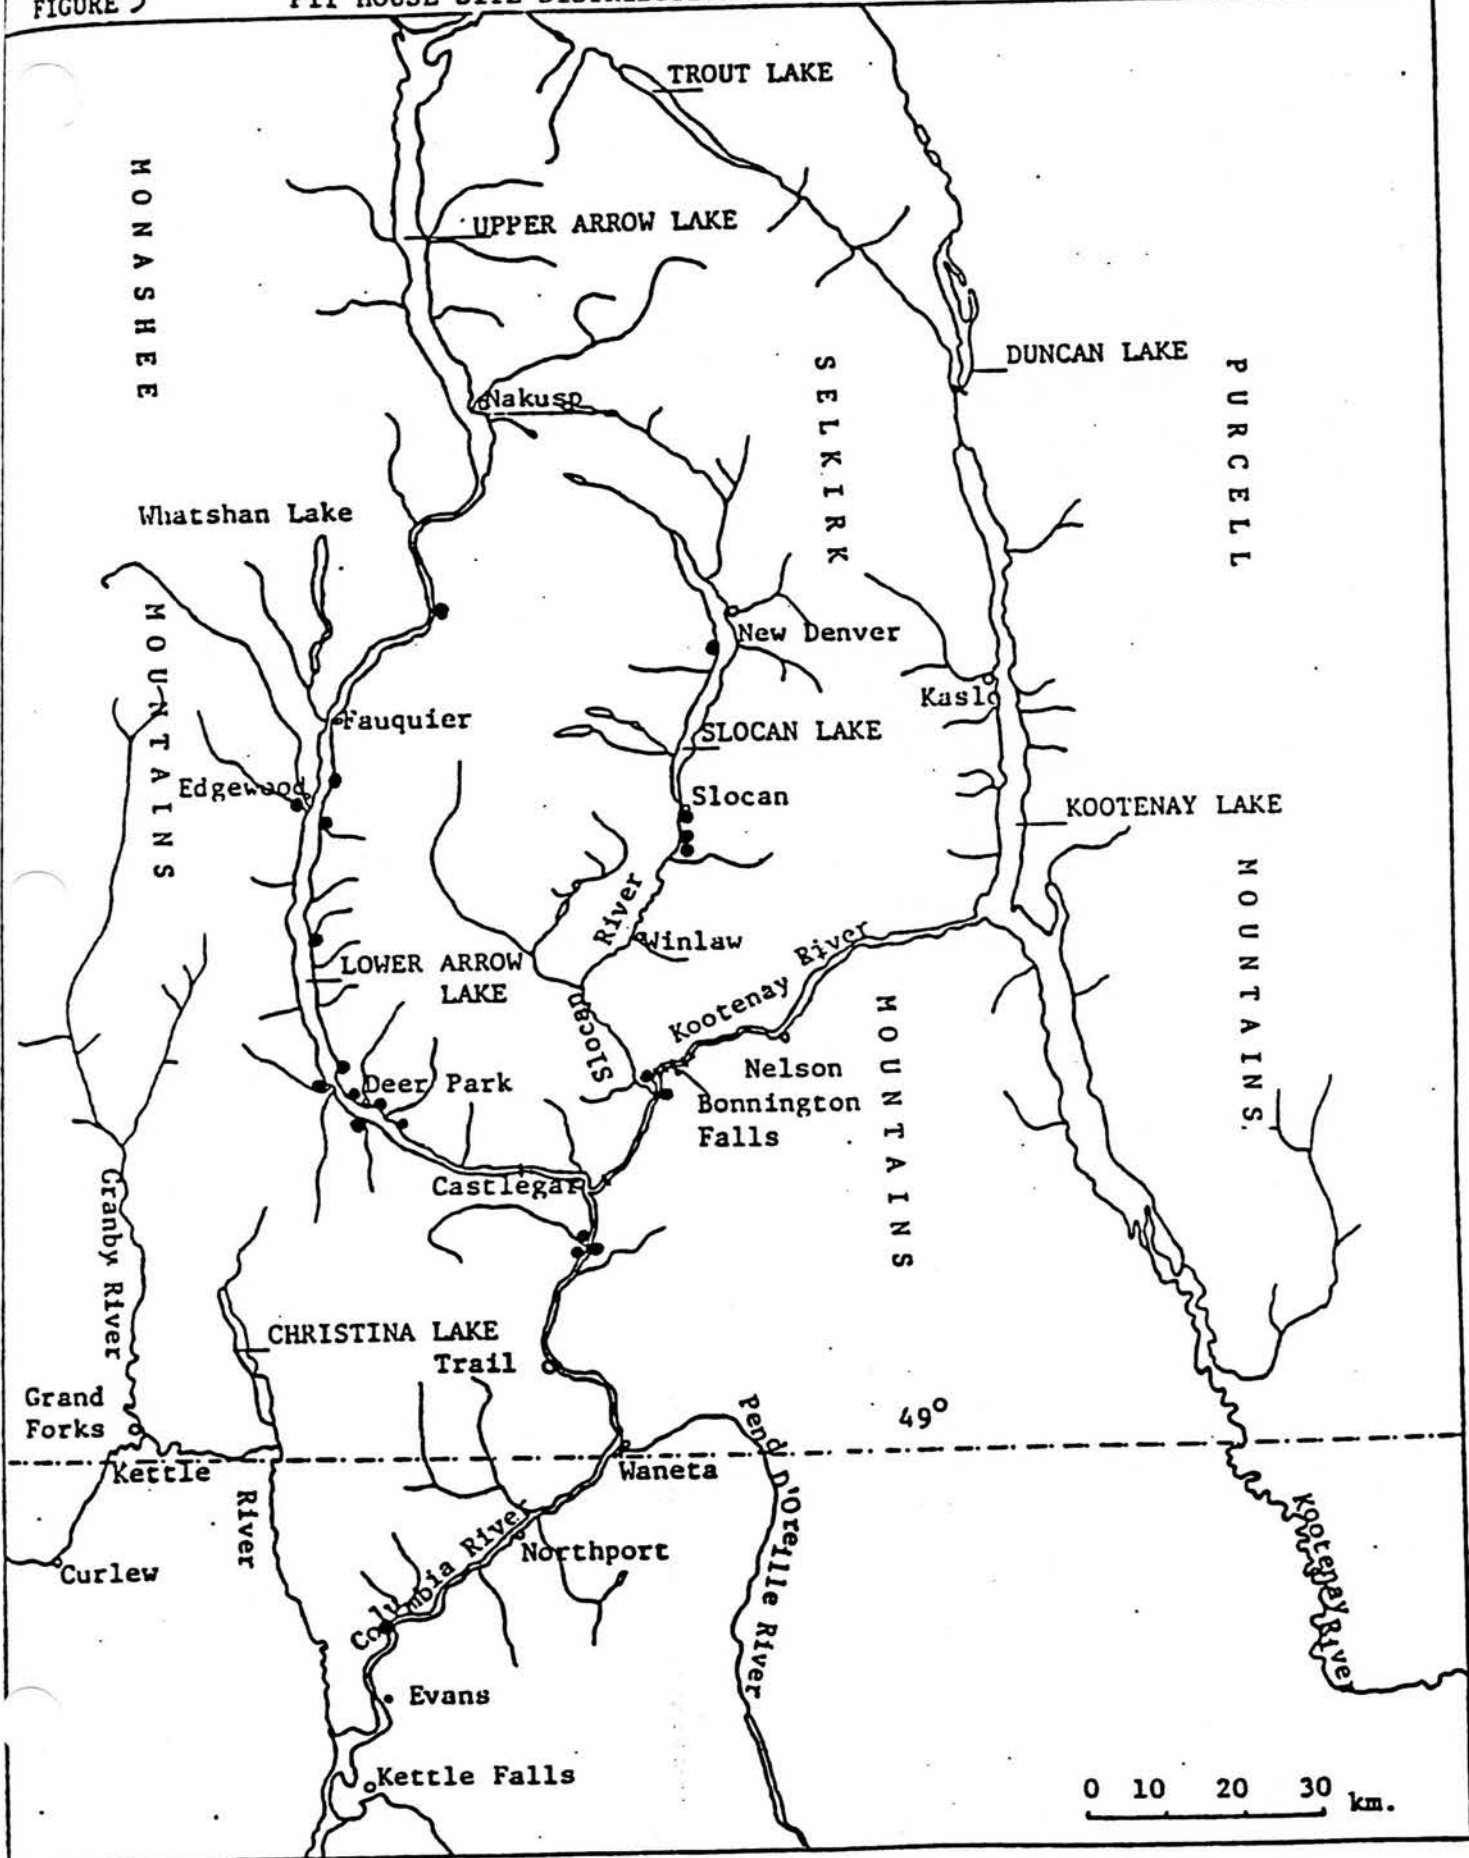 FIGURE
PIT HOUSE SITE
TROUT LAKE
MONASHEE
UPPER ARROW LAKE
SELKIRK
DUNCAN LAKE
PURCELL
Nakusp
Whatshan Lake
MOUNTAINS
New Denver
Kaslo
Fauquier
SLOCAN LAKE
Edgewood
Slocan
KOOTENAY LAKE
MOUNTAINS
River
Winlaw
Kootenay River
LOWER ARROW
LAKE
Slocan
MOUNTAINS
Nelson
Deer Park
Bonnington
Falls
Castlegar
Granby River
CHRISTINA LAKE
Trail
Grand
Forks
49°
Pend D'Oreille River
Kettle
River
Waneta
Columbia River
Northport
Kootenay River
Curlew
Evans
Kettle Falls
0 10 20 30 km.